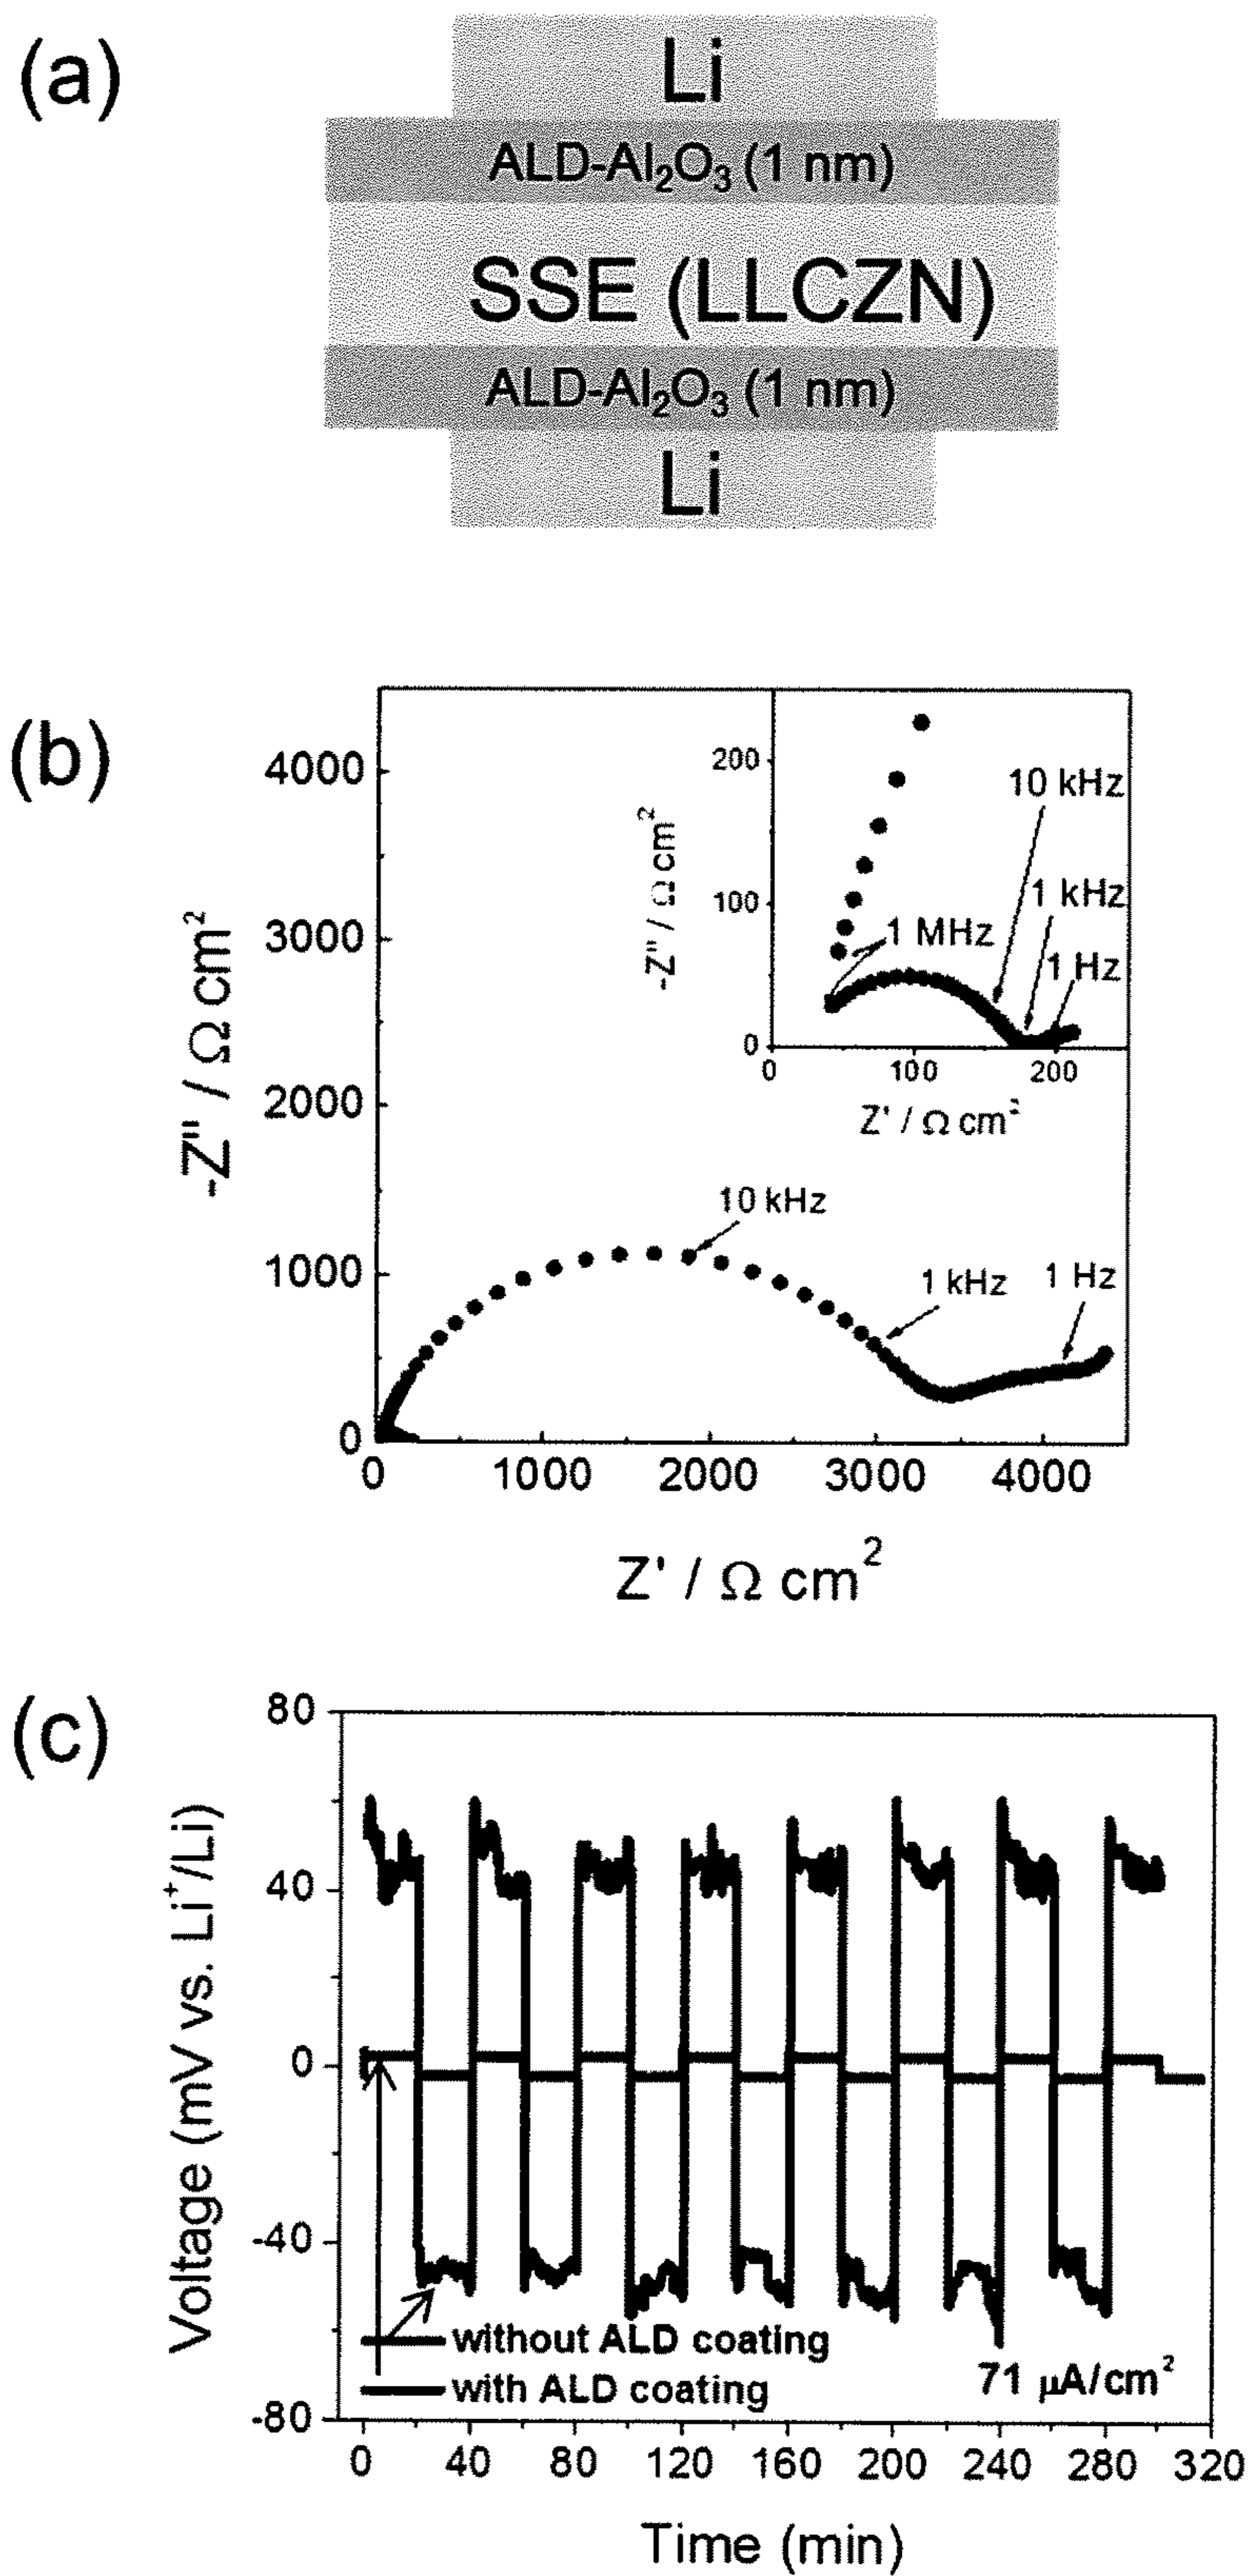 (a)
Li
ALD-Al₂O₃ (1 nm)
SSE (LLCZN)
ALD-Al₂O₃ (1 nm)
Li
(b)
4000
3000
2000
1000
0
-Z'' / Ω cm²
0 1000 2000 3000 4000
Z' / Ω cm²
10 kHz
1 kHz
1 Hz
200
100
0
-Z'' / Ω cm²
0 100 200
Z' / Ω cm²
10 kHz
1 kHz
1 MHz
1 Hz
(c)
80
40
0
-40
-80
Voltage (mV vs. Li⁺/Li)
without ALD coating
with ALD coating
71 μA/cm²
0 40 80 120 160 200 240 280 320
Time (min)